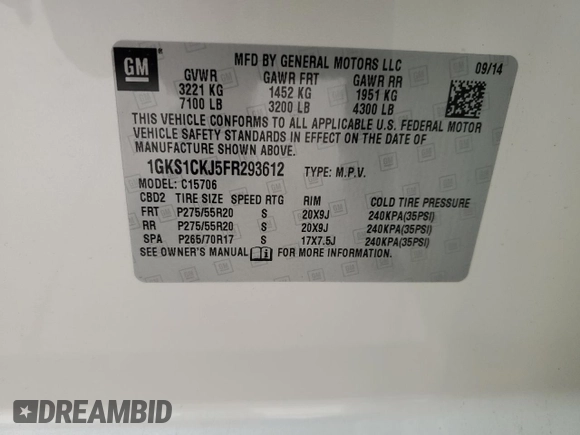 GM
MFD BY GENERAL MOTORS LLC
09/14
GVWR GAWR FRT GAWR RR
3221 KG 1452 KG 1951 KG
7100 LB 3200 LB 4300 LB
THIS VEHICLE CONFORMS TO ALL APPLICABLE U.S. FEDERAL MOTOR
VEHICLE SAFETY STANDARDS IN EFFECT ON THE DATE OF
MANUFACTURE SHOWN ABOVE.
1GKS1CKJ5FR293612 TYPE: M.P.V.
MODEL: C15706
CBD2 TIRE SIZE SPEED RTG RIM COLD TIRE PRESSURE
FRT P275/55R20 S 20X9J 240KPA(35PSI)
RR P275/55R20 S 20X9J 240KPA(35PSI)
SPA P265/70R17 S 17X7.5J 240KPA(35PSI)
SEE OWNER'S MANUAL FOR MORE INFORMATION
DREAMBID